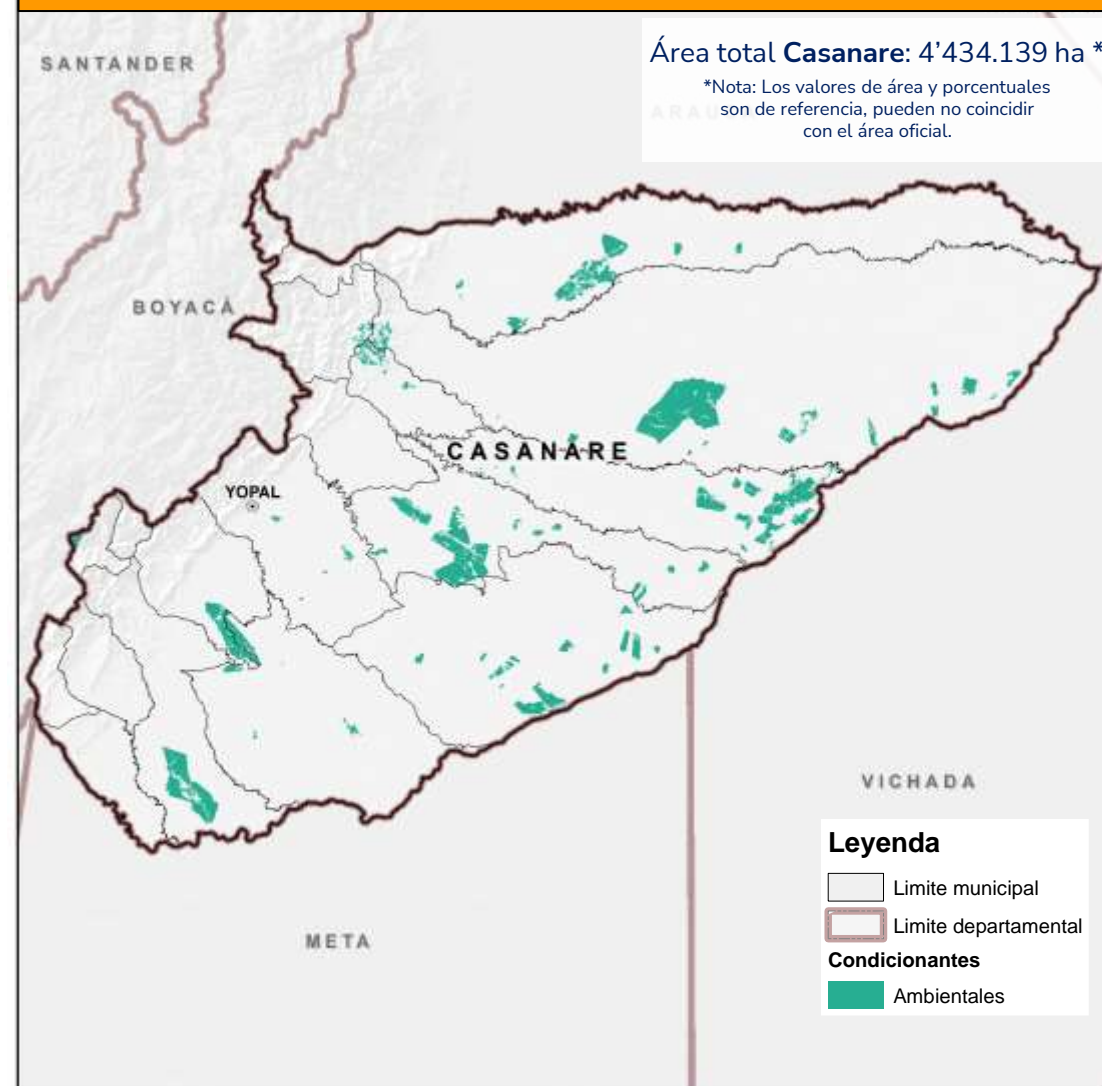 SANTANDER
Área total Casanare: 4’434.139 ha *
*Nota: Los valores de área y porcentuales
son de referencia, pueden no coincidir
con el área oficial.
ARAUCA
BOYACÁ
CASANARE
YOPAL
VICHADA
META
Leyenda
Limite municipal
Limite departamental
Condicionantes
Ambientales